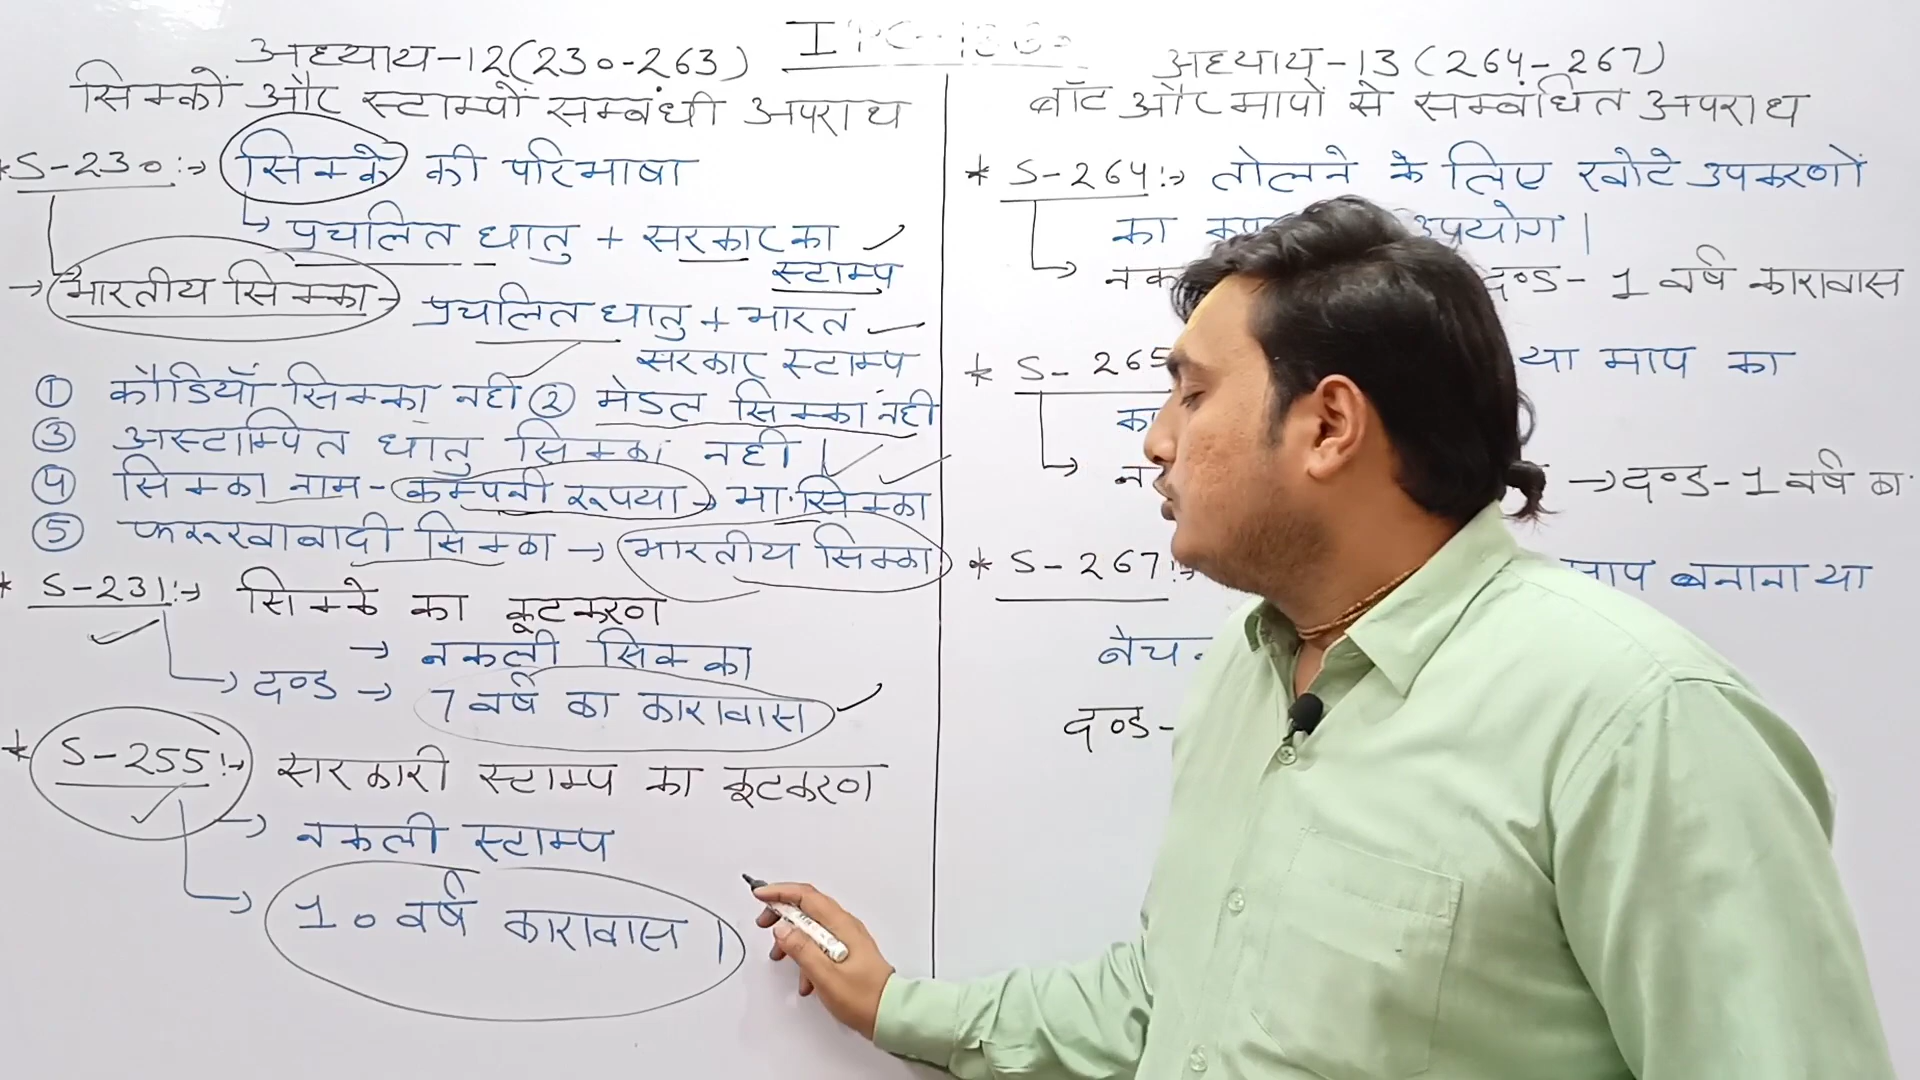 अध्याय-12(230-263)
सिक्कों और स्टाम्पों सम्बंधी अपराध
* S-230:→ सिक्के की परिभाषा
↳ प्रचलित धातु + सरकार का
स्टाम्प
→ भारतीय सिक्का → प्रचलित धातु + भारत
सरकार स्टाम्प
① कौडियाँ सिक्का नहीं ② मेडल सिक्का नहीं
③ अस्टाम्पित धातु सिक्का नहीं।
④ सिक्का नाम - कम्पनी रूपया → भा. सिक्का
⑤ फरूखावादी सिक्का → भारतीय सिक्का
* S-231:→ सिक्के का कूटकरण
→ नकली सिक्का
→ दण्ड → 7 वर्ष का कारावास
* S-255:→ सरकारी स्टाम्प का कूटकरण
→ नकली स्टाम्प
→ 10 वर्ष कारावास।
अध्याय-13 (264-267)
बाँट और मापों से सम्बंधित अपराध
* S-264:→ तोलने के लिए खोटे उपकरणों
का उपयोग।
दण्ड- 1 वर्ष कारावास
* S-265 या माप का
→ दण्ड- 1 वर्ष का
* S-267:→ माप बनाना या
बेच
दण्ड-